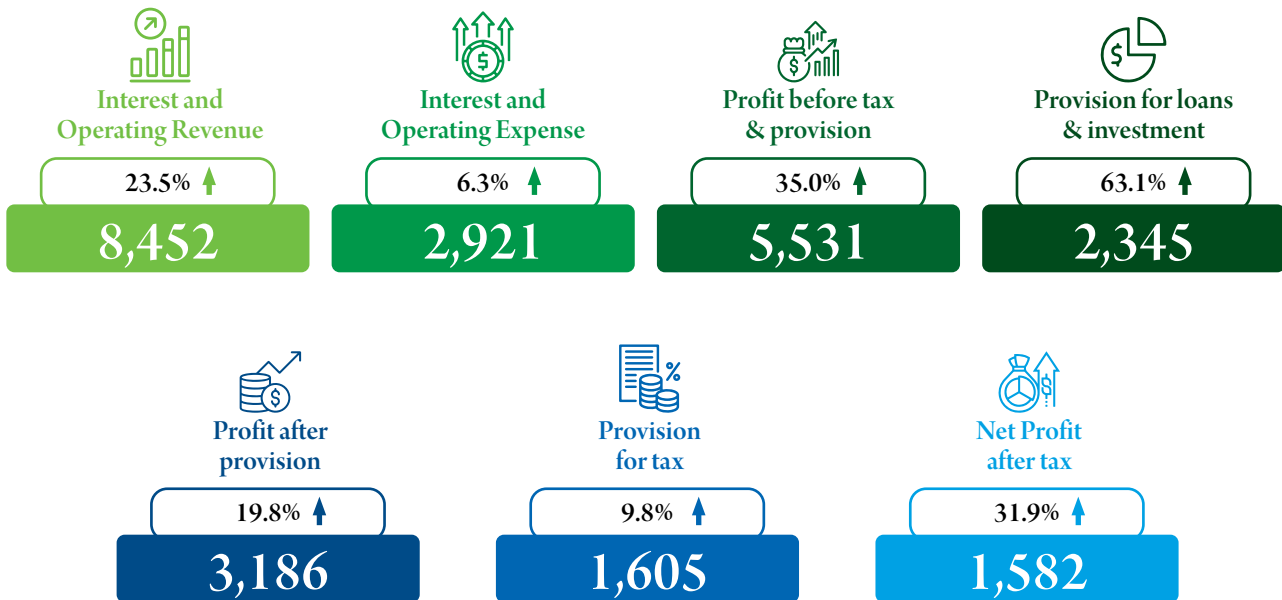 Interest and
Operating Revenue
23.5%
8,452
Interest and
Operating Expense
6.3%
2,921
Profit before tax
& provision
35.0%
5,531
Provision for loans
& investment
63.1%
2,345
Profit after
provision
19.8%
3,186
Provision
for tax
9.8%
1,605
Net Profit
after tax
31.9%
1,582